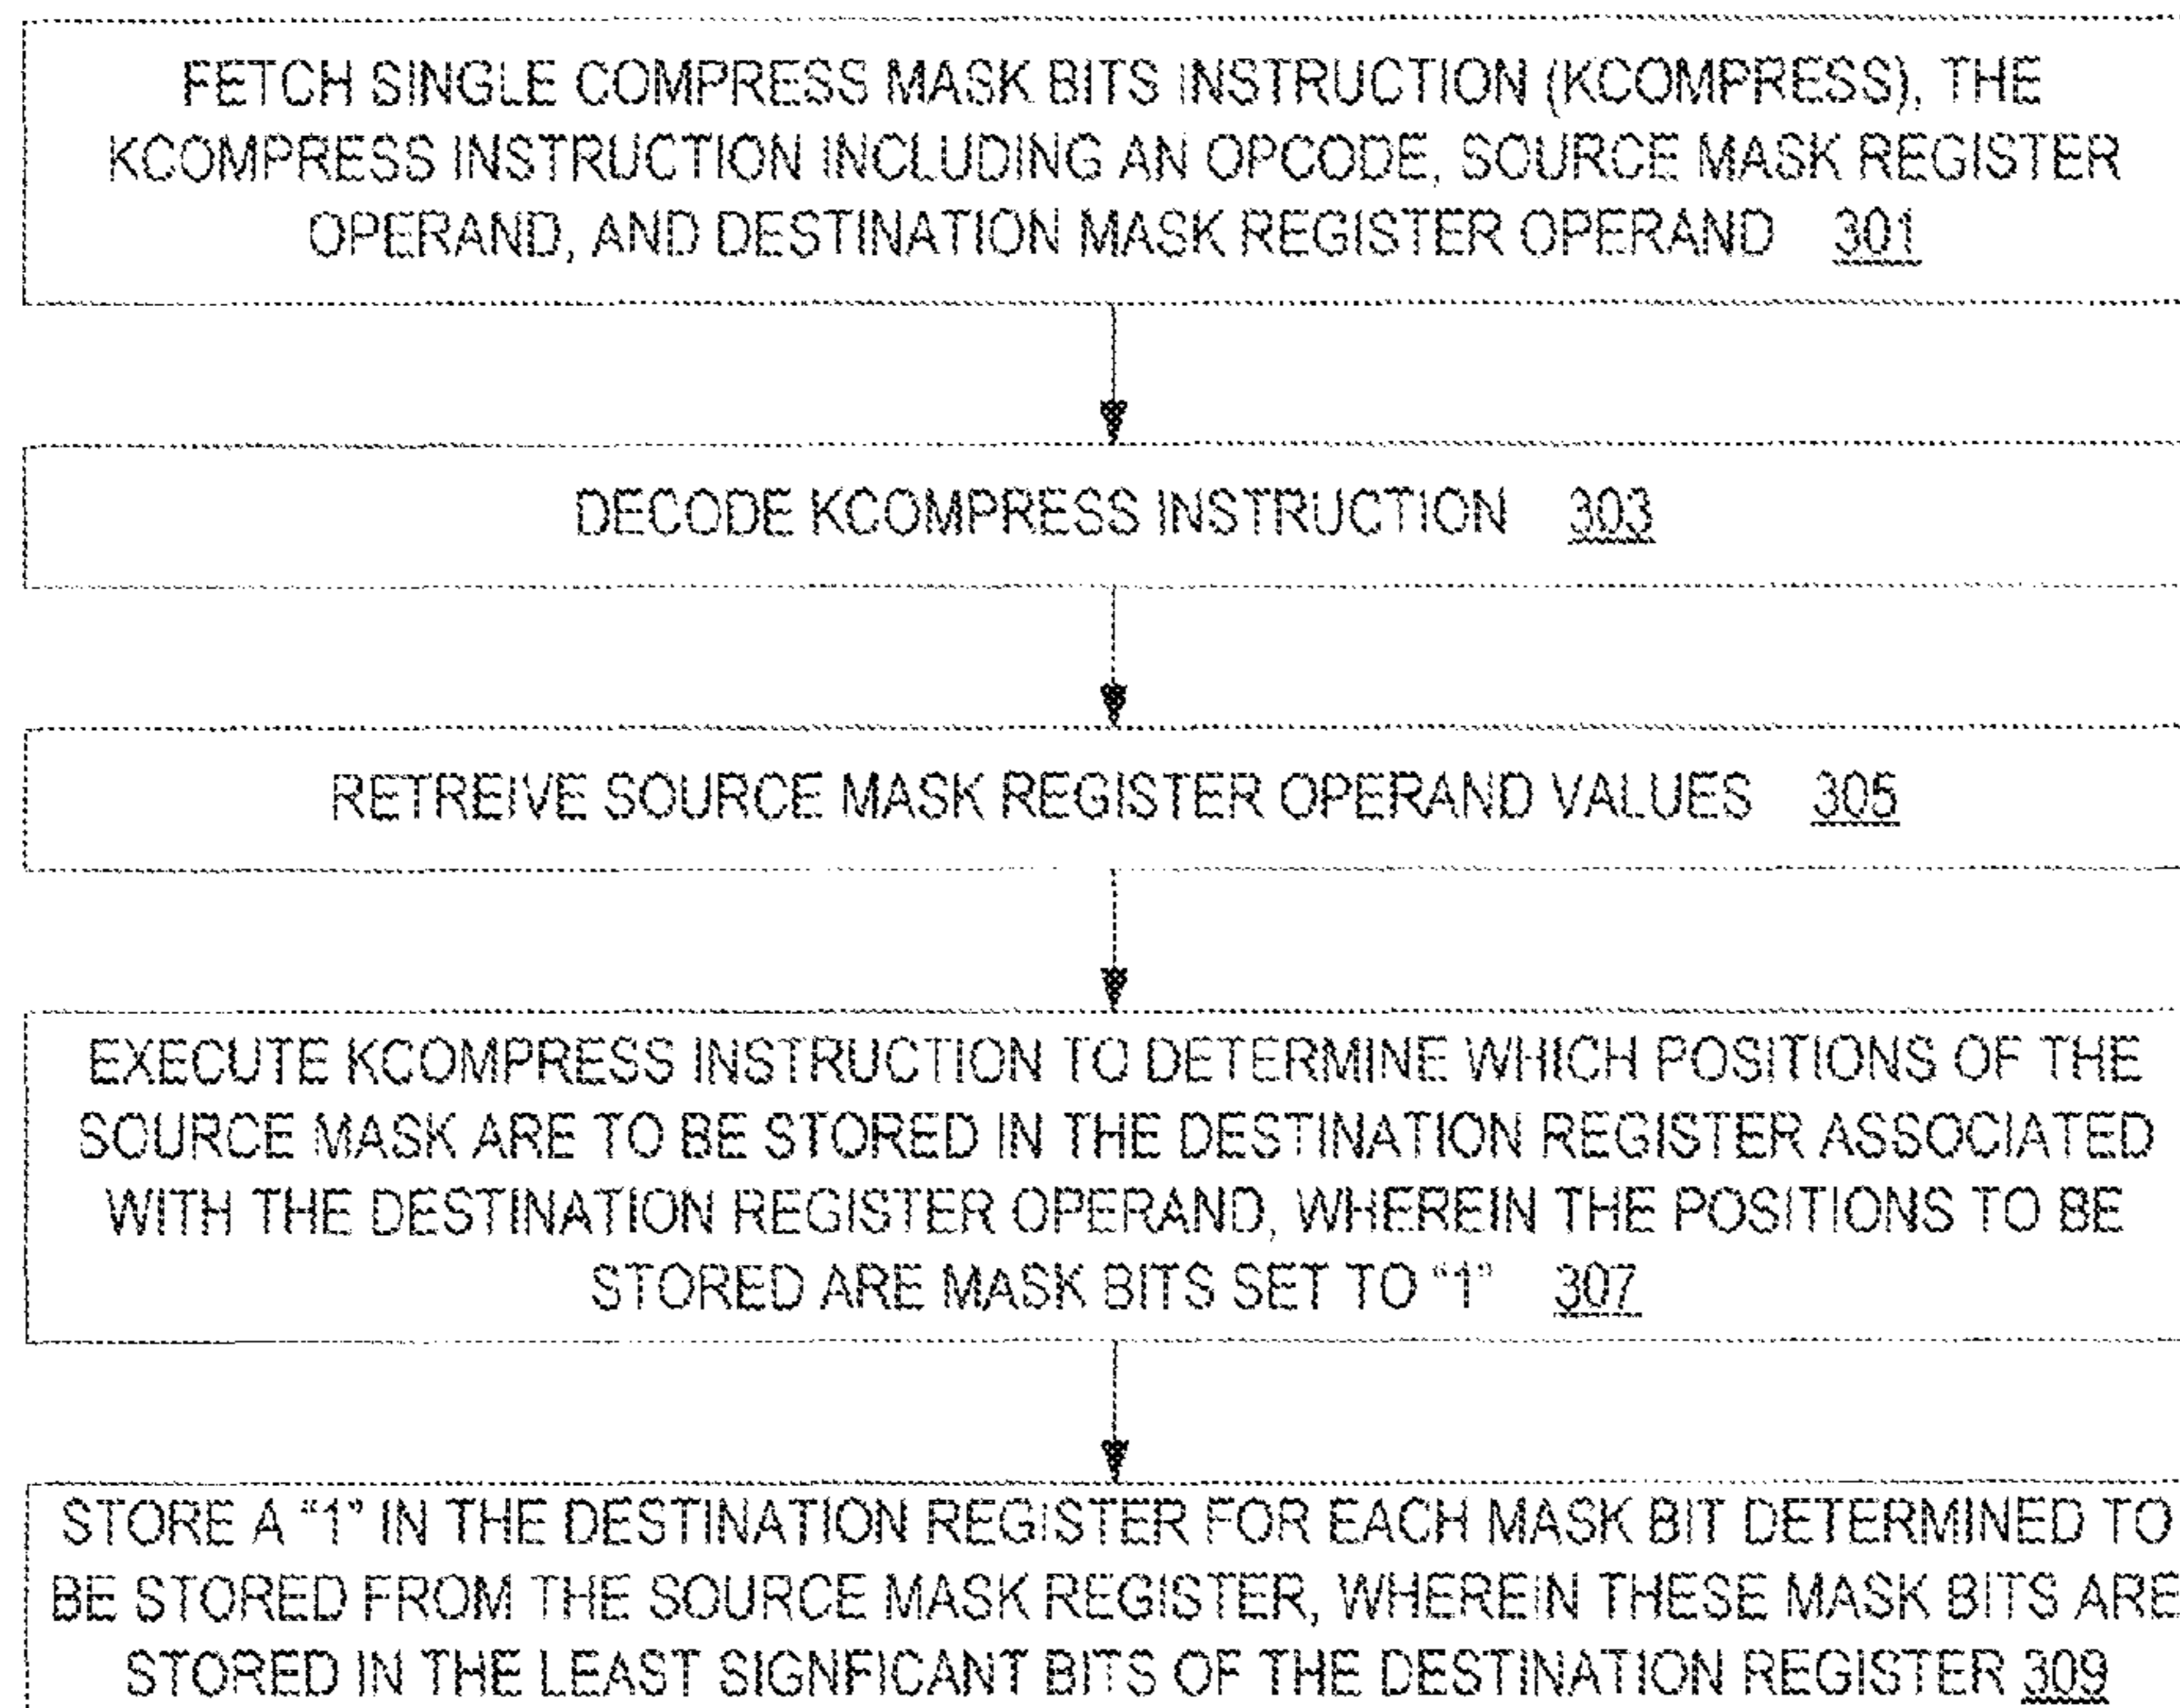 FETCH SINGLE COMPRESS MASK BITS INSTRUCTION (KCOMPRESS), THE
KCOMPRESS INSTRUCTION INCLUDING AN OPCODE, SOURCE MASK REGISTER
OPERAND, AND DESTINATION MASK REGISTER OPERAND 301
DECODE KCOMPRESS INSTRUCTION 303
RETREIVE SOURCE MASK REGISTER OPERAND VALUES 305
EXECUTE KCOMPRESS INSTRUCTION TO DETERMINE WHICH POSITIONS OF THE
SOURCE MASK ARE TO BE STORED IN THE DESTINATION REGISTER ASSOCIATED
WITH THE DESTINATION REGISTER OPERAND, WHEREIN THE POSITIONS TO BE
STORED ARE MASK BITS SET TO “1” 307
STORE A “1” IN THE DESTINATION REGISTER FOR EACH MASK BIT DETERMINED TO
BE STORED FROM THE SOURCE MASK REGISTER, WHEREIN THESE MASK BITS ARE
STORED IN THE LEAST SIGNFICANT BITS OF THE DESTINATION REGISTER 309